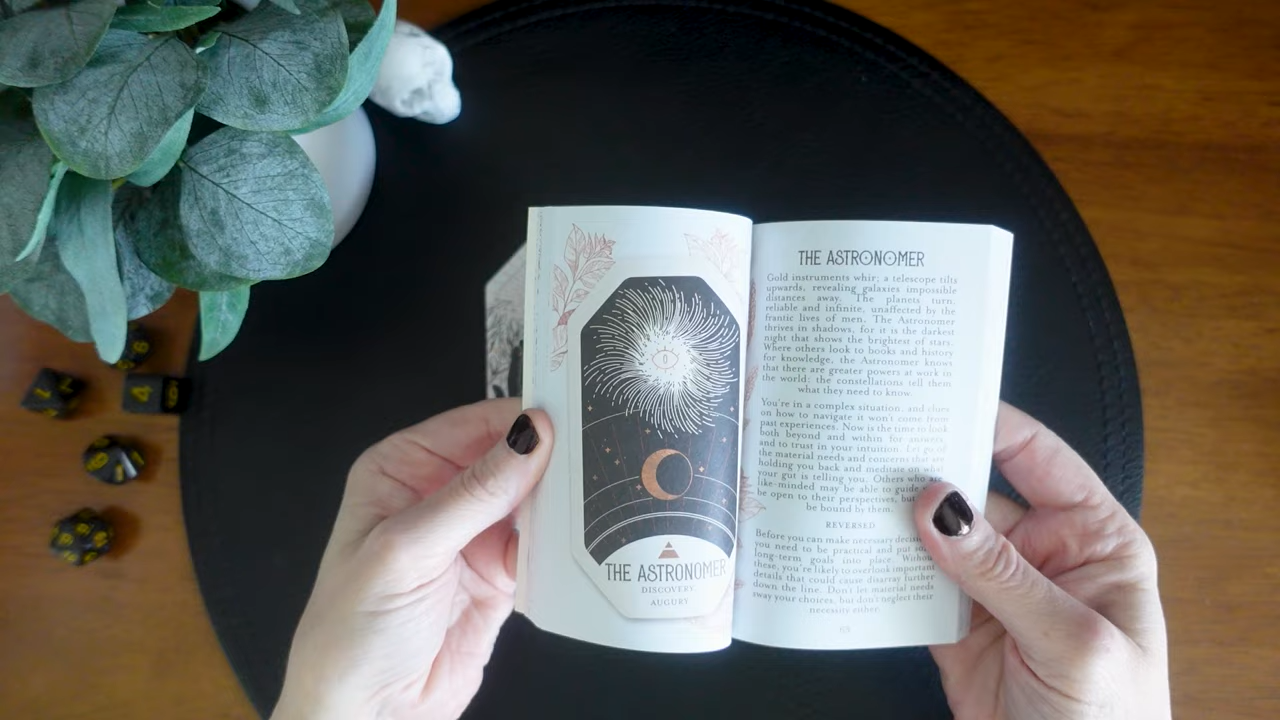 THE ASTRONOMER
DISCOVERY
AUGURY
THE ASTRONOMER
Gold instruments whir; a telescope tilts
upwards, revealing galaxies impossible
distances away. The planets turn,
reliable and infinite, unaffected by the
frantic lives of men. The Astronomer
thrives in shadows, for it is the darkest
night that shows the brightest of stars.
Where others look to books and history
for knowledge, the Astronomer knows
that there are greater powers at work in
the world: the constellations tell them
what they need to know.
You're in a complex situation, and clues
on how to navigate it won't come from
past experiences. Now is the time to look
both beyond and within for answers,
and to trust in your intuition. Let go of
the material needs and concerns that are
holding you back and meditate on what
your gut is telling you. Others who are
like-minded may be able to guide
be open to their perspectives, but
be bound by them.
REVERSED
Before you can make necessary
you need to be practical and put
long-term goals into place. Without
these, you're likely to overlook important
details that could cause disarray further
down the line. Don't let material needs
sway your choices, but don't neglect their
necessity either.
4